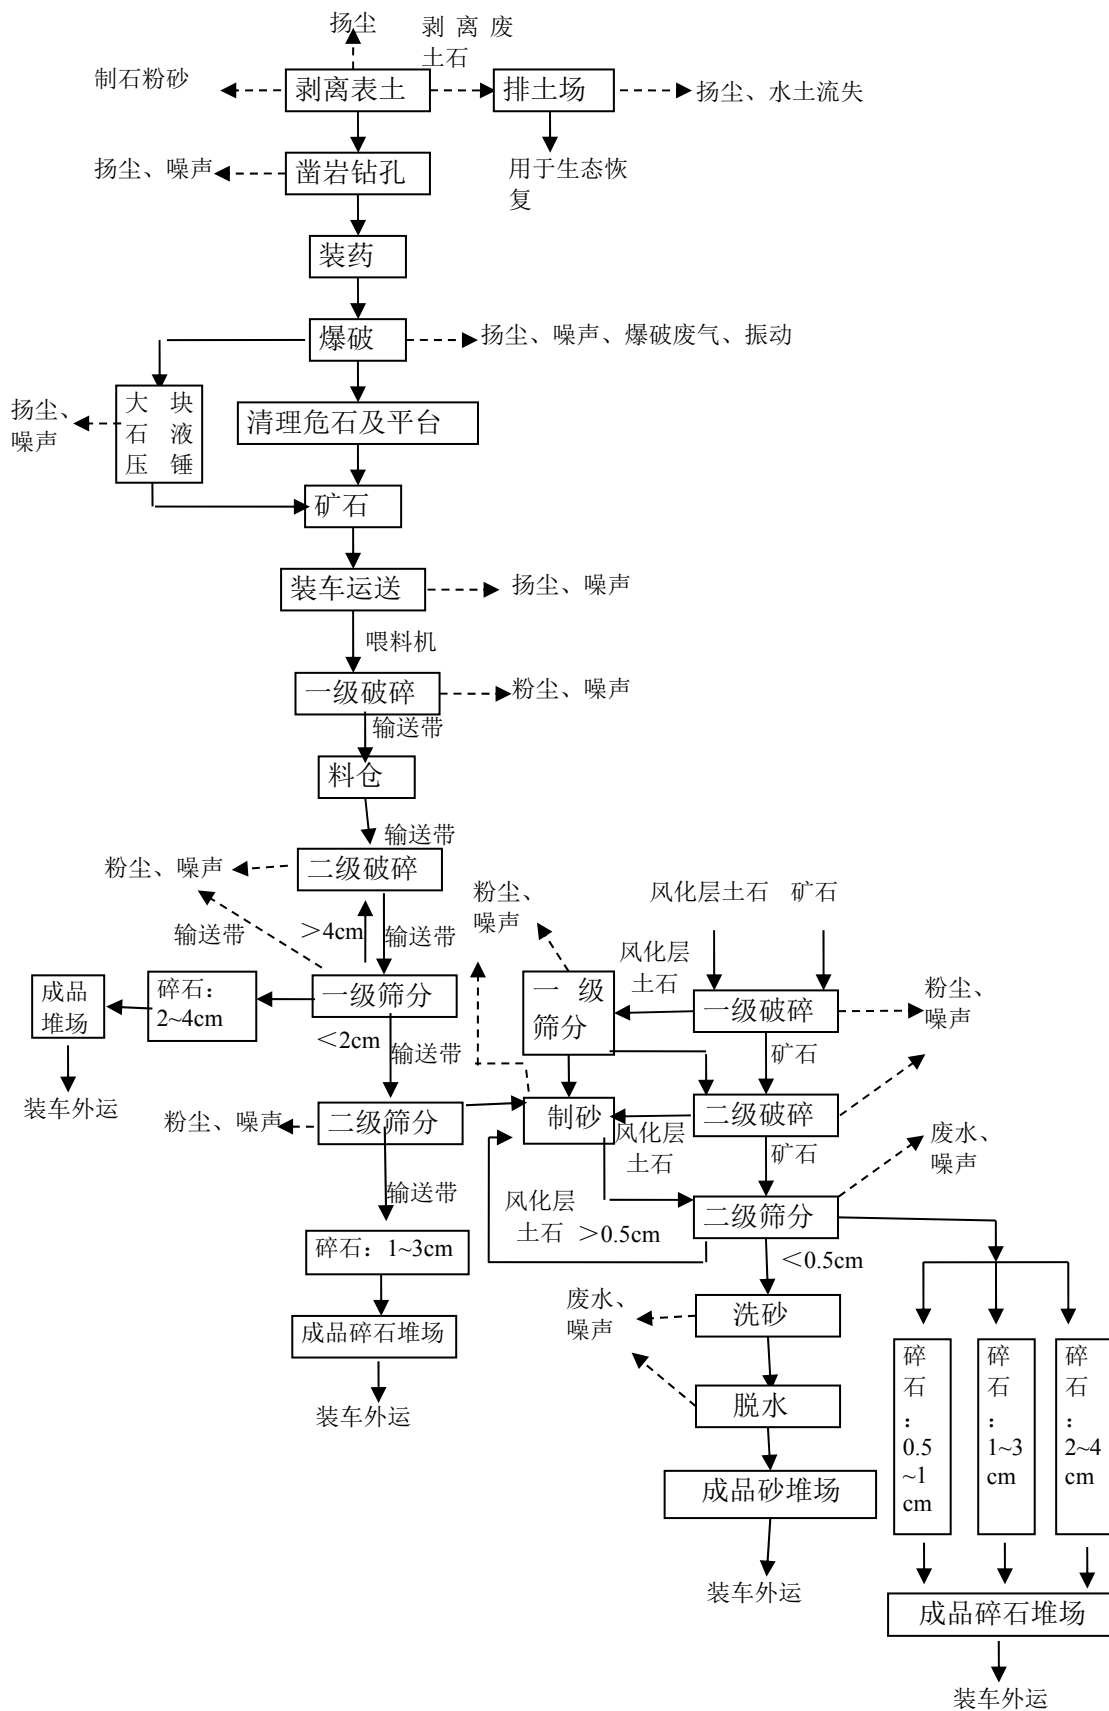 扬尘
剥离废
土石
制石粉砂
剥离表土
排土场
扬尘、水土流失
扬尘、噪声
凿岩钻孔
用于生态恢
复
装药
爆破
扬尘、噪声、爆破废气、振动
扬尘、
噪声
大块
石液
压锤
清理危石及平台
矿石
装车运送
扬尘、噪声
喂料机
一级破碎
粉尘、噪声
输送带
料仓
输送带
粉尘、噪声
二级破碎
输送带
>4cm
输送带
成品
堆场
碎石:
2~4cm
一级筛分
<2cm
输送带
装车外运
粉尘、噪声
二级筛分
输送带
碎石:1~3cm
成品碎石堆场
装车外运
粉尘、
噪声
风化层土石
矿石
风化层
土石
一级
筛分
一级破碎
粉尘、
噪声
矿石
制砂
二级破碎
风化层
土石
矿石
废水、
噪声
风化层
土石
>0.5cm
二级筛分
<0.5cm
废水、
噪声
洗砂
脱水
成品砂堆场
装车外运
碎
石
:
0.5
~1
cm
碎
石
:
1~3
cm
碎
石
:
2~4
cm
成品碎石堆场
装车外运